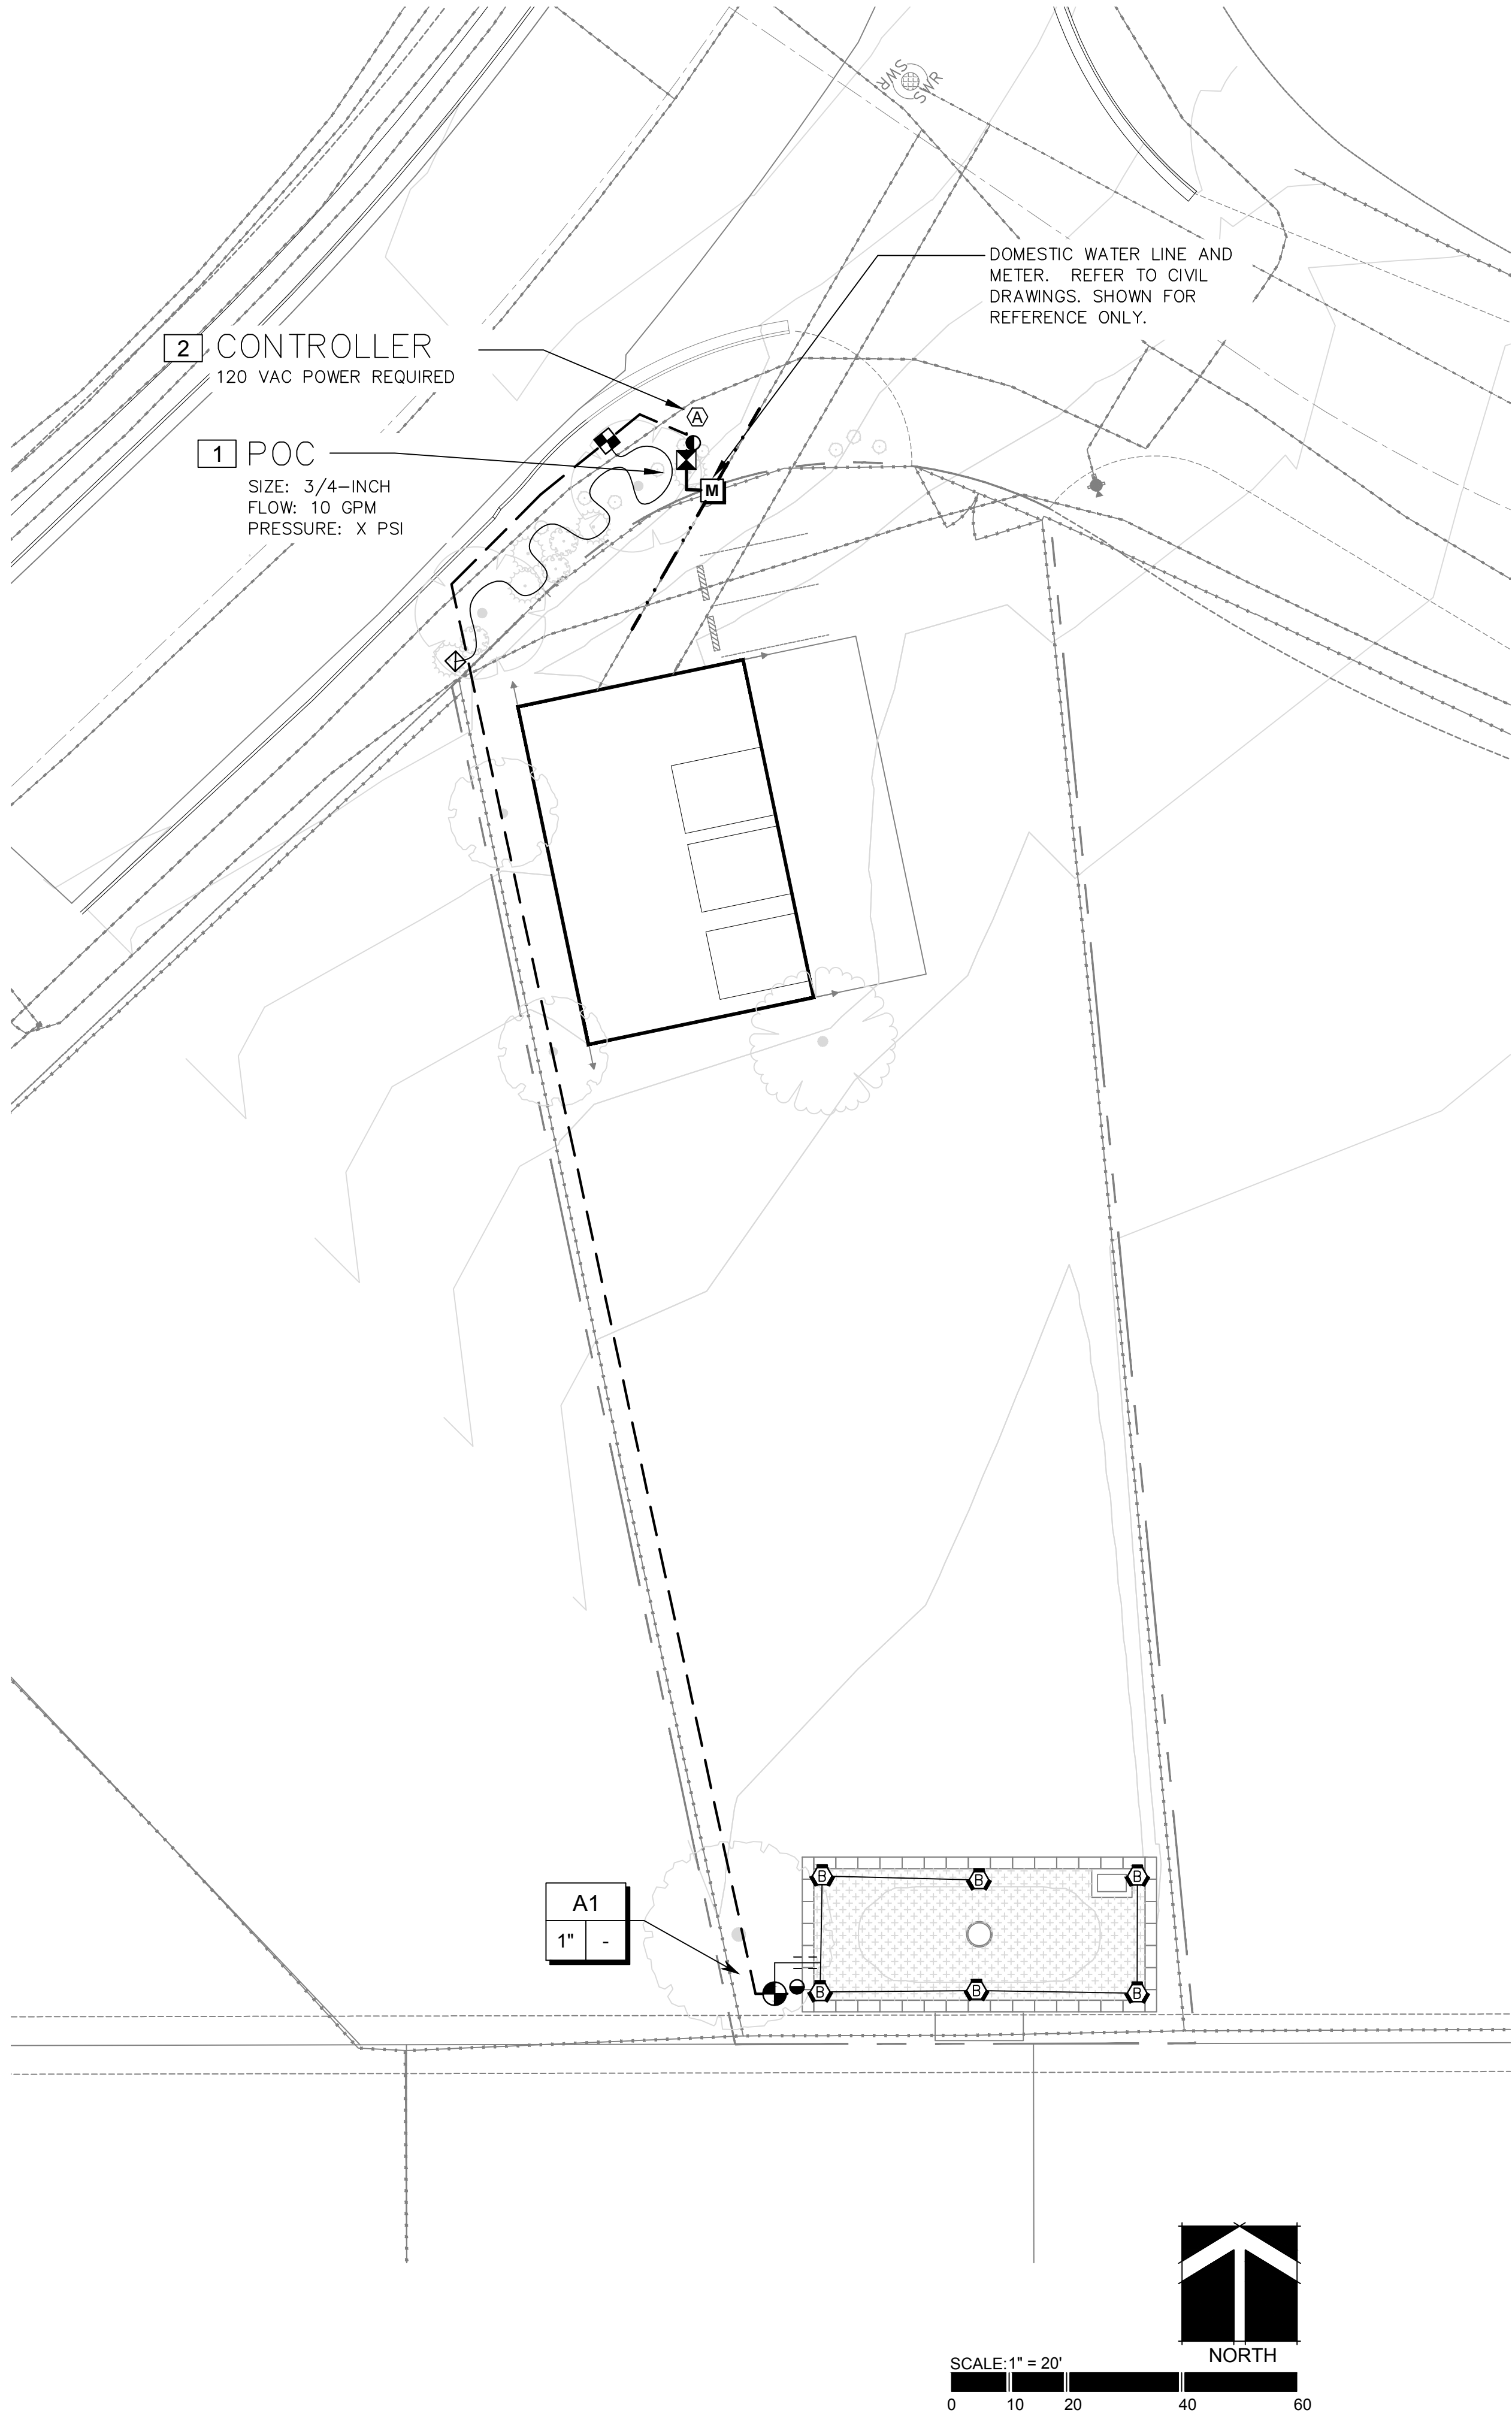 SWR
SWR
DOMESTIC WATER LINE AND
METER. REFER TO CIVIL
DRAWINGS. SHOWN FOR
REFERENCE ONLY.
2 CONTROLLER
120 VAC POWER REQUIRED
A
1 POC
SIZE: 3/4-INCH
FLOW: 10 GPM
PRESSURE: X PSI
M
B
B
B
A1
1" -
B
B
B
NORTH
SCALE:1" = 20'
0 10 20 40 60